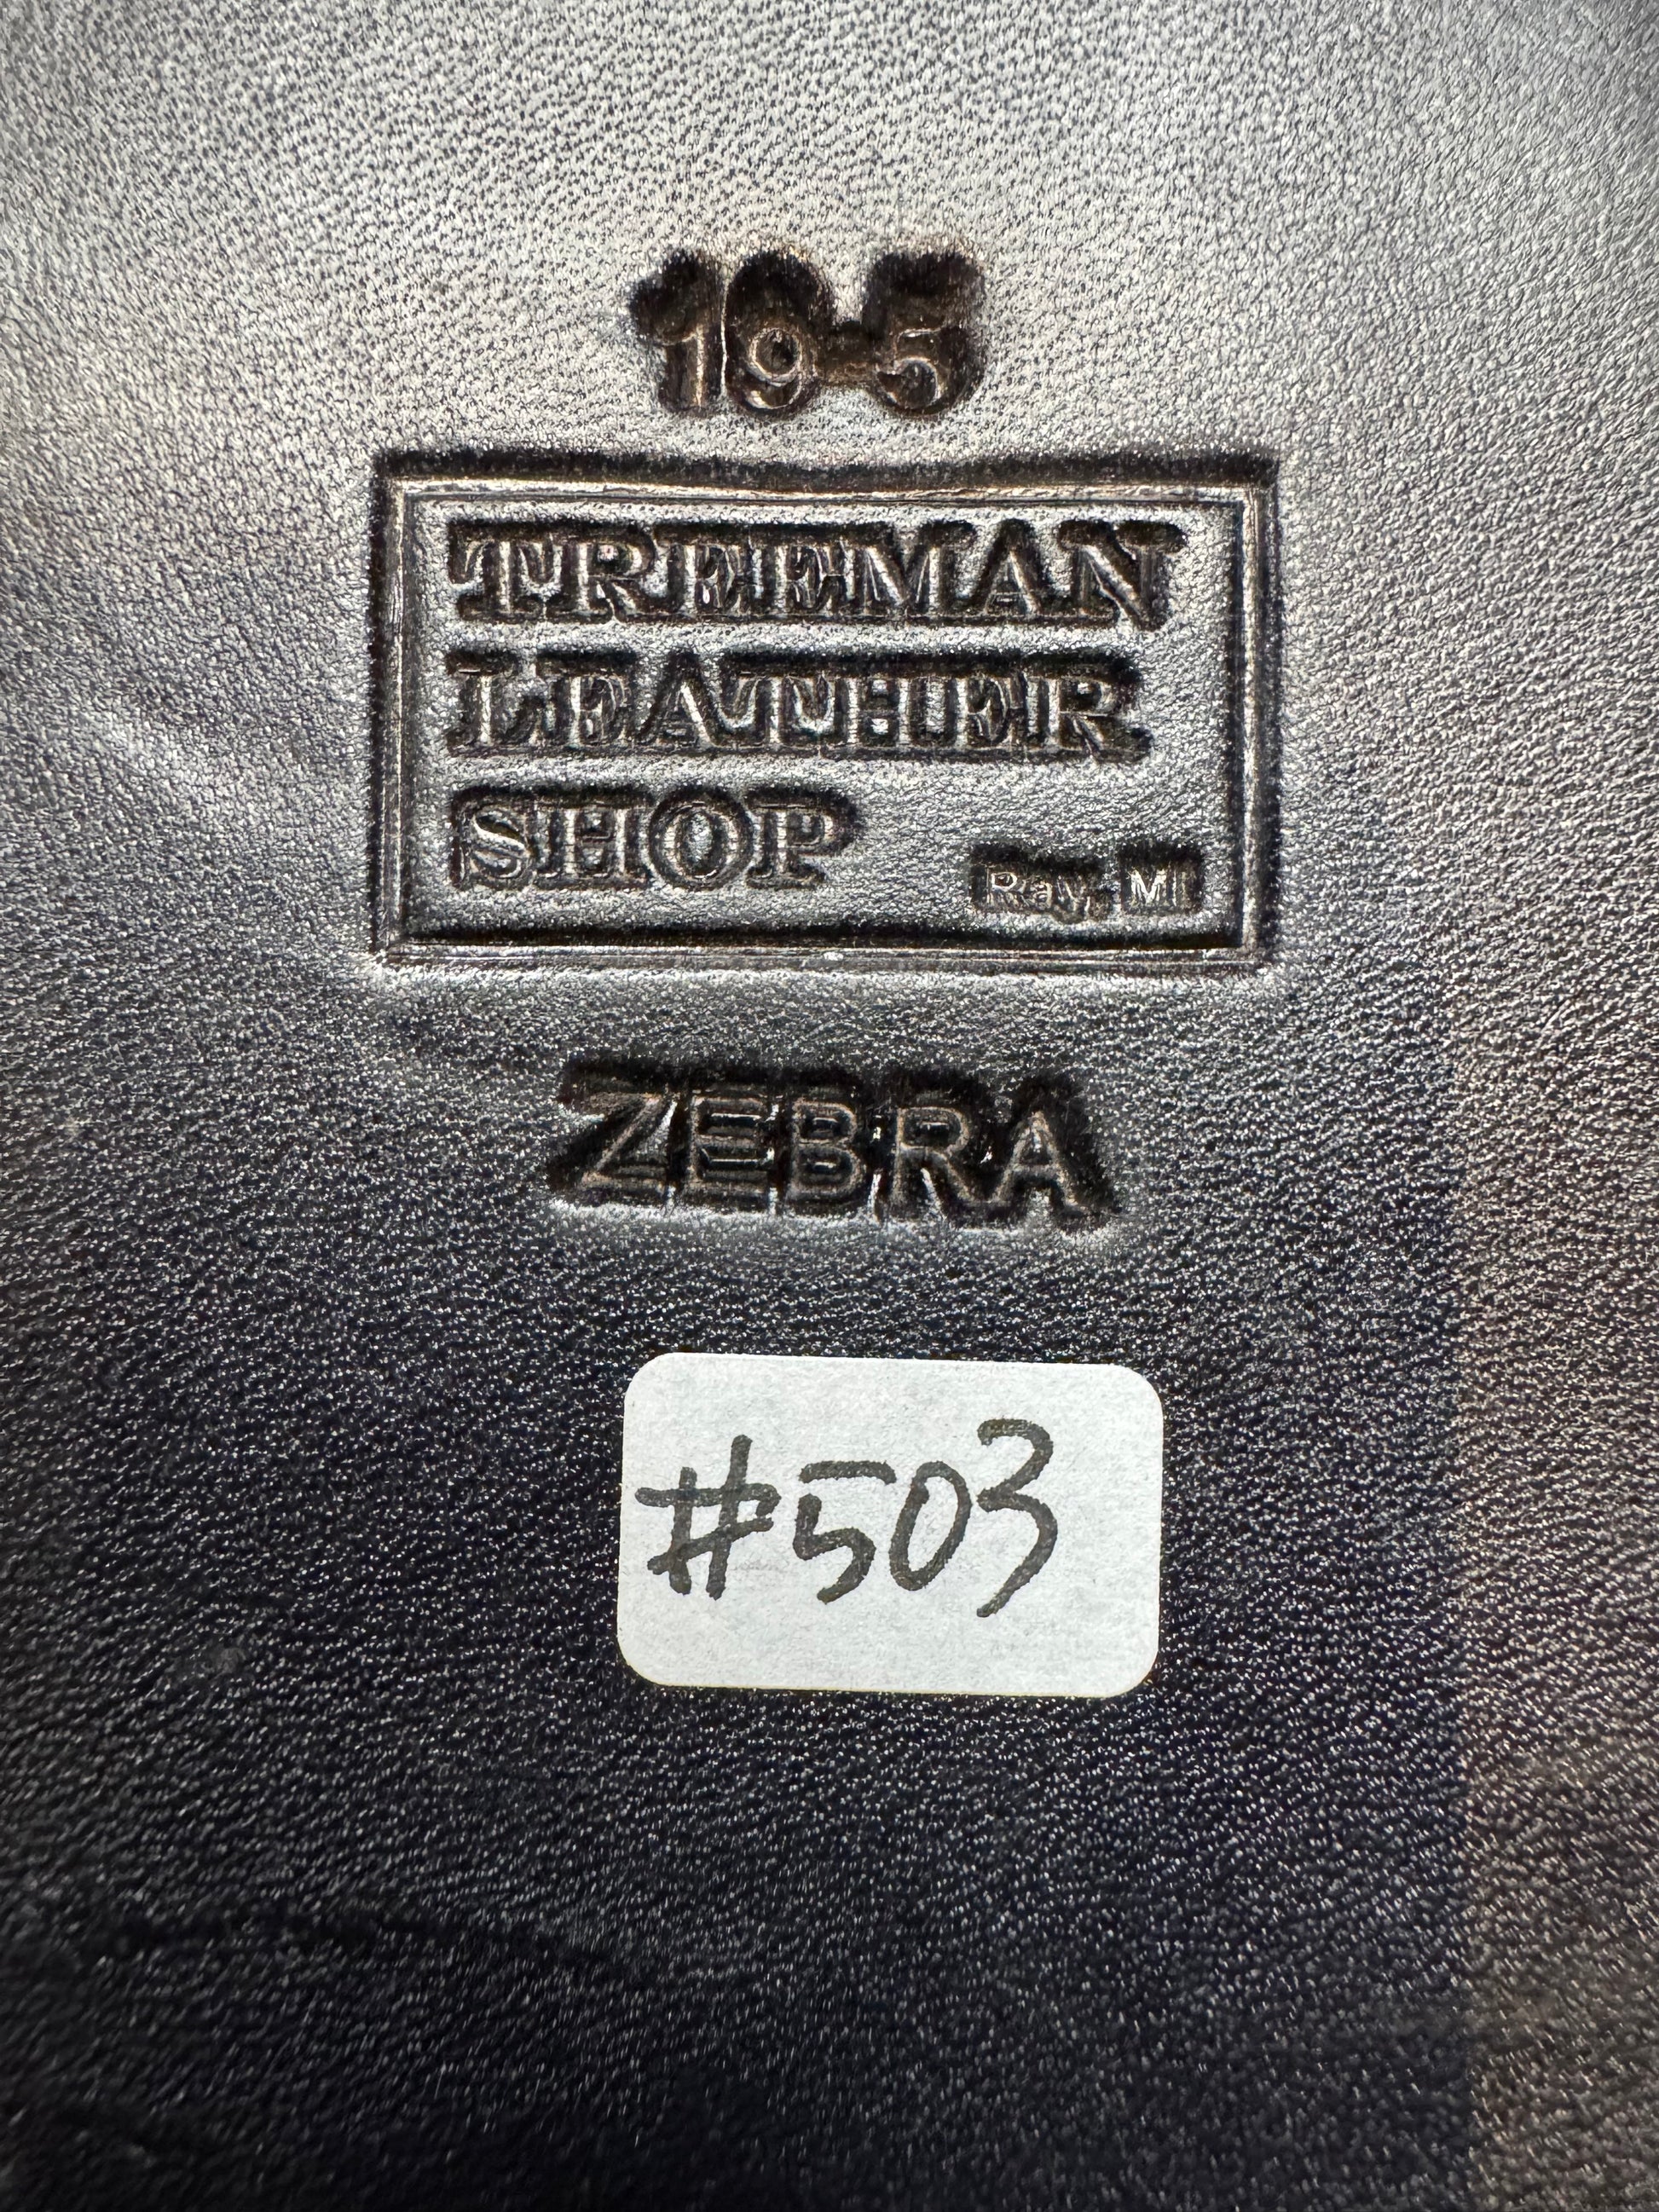 19-5
TREEMAN
LEATHER
SHOP
Ray, MI
ZEBRA
#503